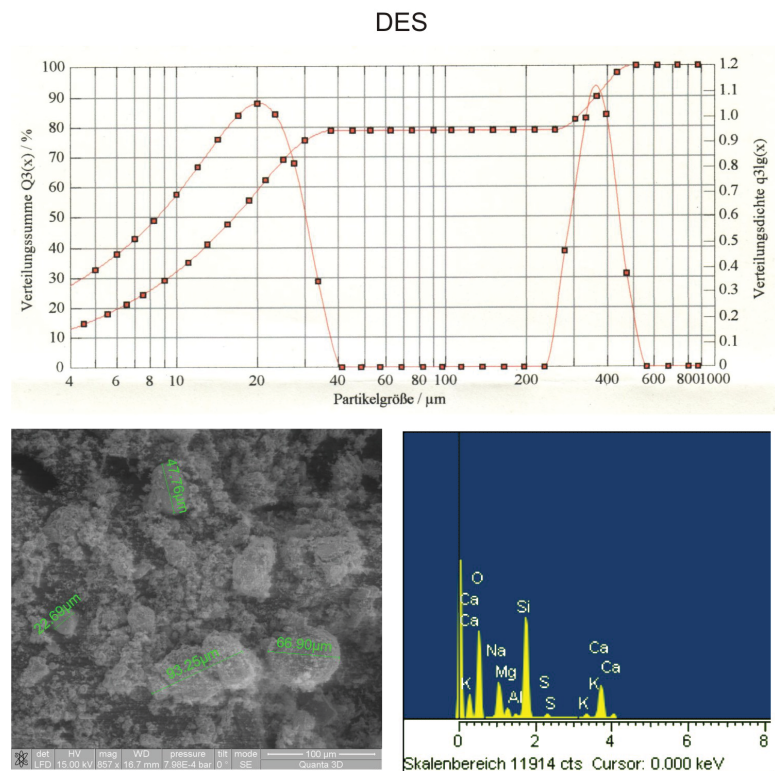 DES
Verteilungssumme Q3(x) / %
100
90
80
70
60
50
40
30
20
10
0
1.2
1.1
1.0
0.9
0.8
0.7
0.6
0.5
0.4
0.3
0.2
0.1
0
Verteilungsdichte q3lg(x)
4 6 8 10 20 40 60 80 100 200 400 600 800 1000
Partikelgröße / µm
47.76µm
22.69µm
93.25µm
66.90µm
det HV mag WD pressure tilt mode 100 µm
LFD 15.00 kV 857 x 16.7 mm 7.98E-4 bar 0 ° SE Quanta 3D
O
Ca
Ca
K
Na
Mg
Al
Si
S
S
K
K
Ca
Ca
0 2 4 6 8
Skalenbereich 11914 cts Cursor: 0.000 keV